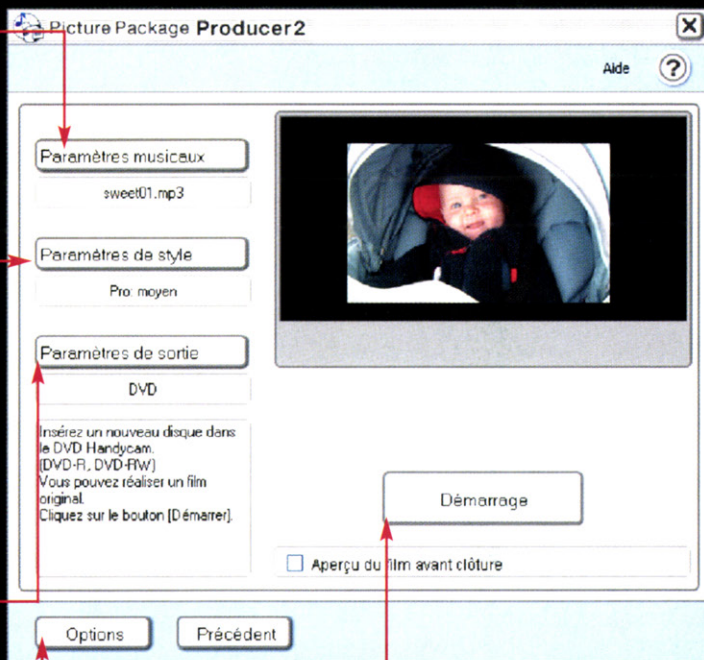 Picture Package Producer2
Aide
?
Paramètres musicaux
sweet01.mp3
Paramètres de style
Pro: moyen
Paramètres de sortie
DVD
Insérez un nouveau disque dans
le DVD Handycam.
(DVD-R, DVD-RW)
Vous pouvez réaliser un film
original.
Cliquez sur le bouton [Démarrer].
Démarrage
Aperçu du film avant clôture
Options
Précédent